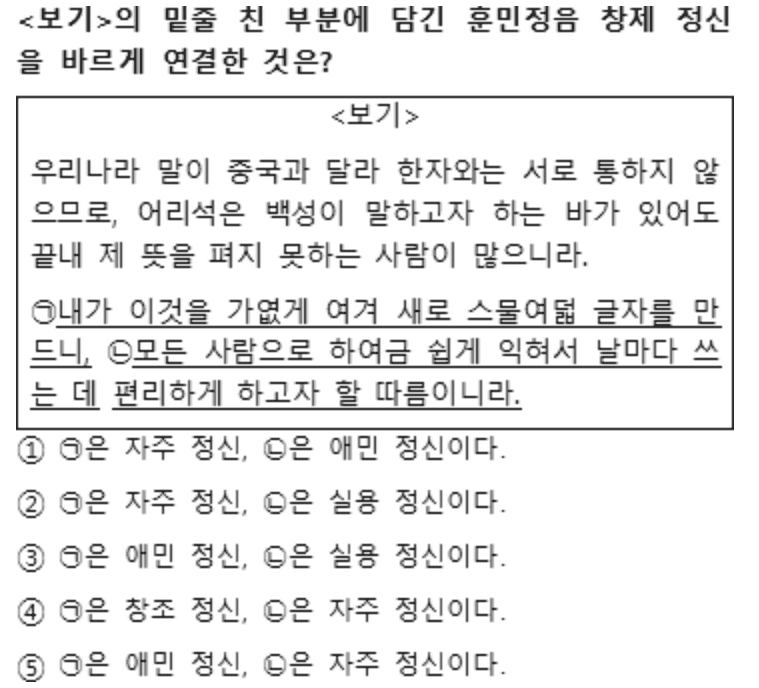 <보기>의 밑줄 친 부분에 담긴 훈민정음 창제 정신
을 바르게 연결한 것은?
<보기>
우리나라 말이 중국과 달라 한자와는 서로 통하지 않
으므로, 어리석은 백성이 말하고자 하는 바가 있어도
끝내 제 뜻을 펴지 못하는 사람이 많으니라.
㉠내가 이것을 가엾게 여겨 새로 스물여덟 글자를 만
드니, ㉡모든 사람으로 하여금 쉽게 익혀서 날마다 쓰
는 데 편리하게 하고자 할 따름이니라.
① ㉠은 자주 정신, ㉡은 애민 정신이다.
② ㉠은 자주 정신, ㉡은 실용 정신이다.
③ ㉠은 애민 정신, ㉡은 실용 정신이다.
④ ㉠은 창조 정신, ㉡은 자주 정신이다.
⑤ ㉠은 애민 정신, ㉡은 자주 정신이다.